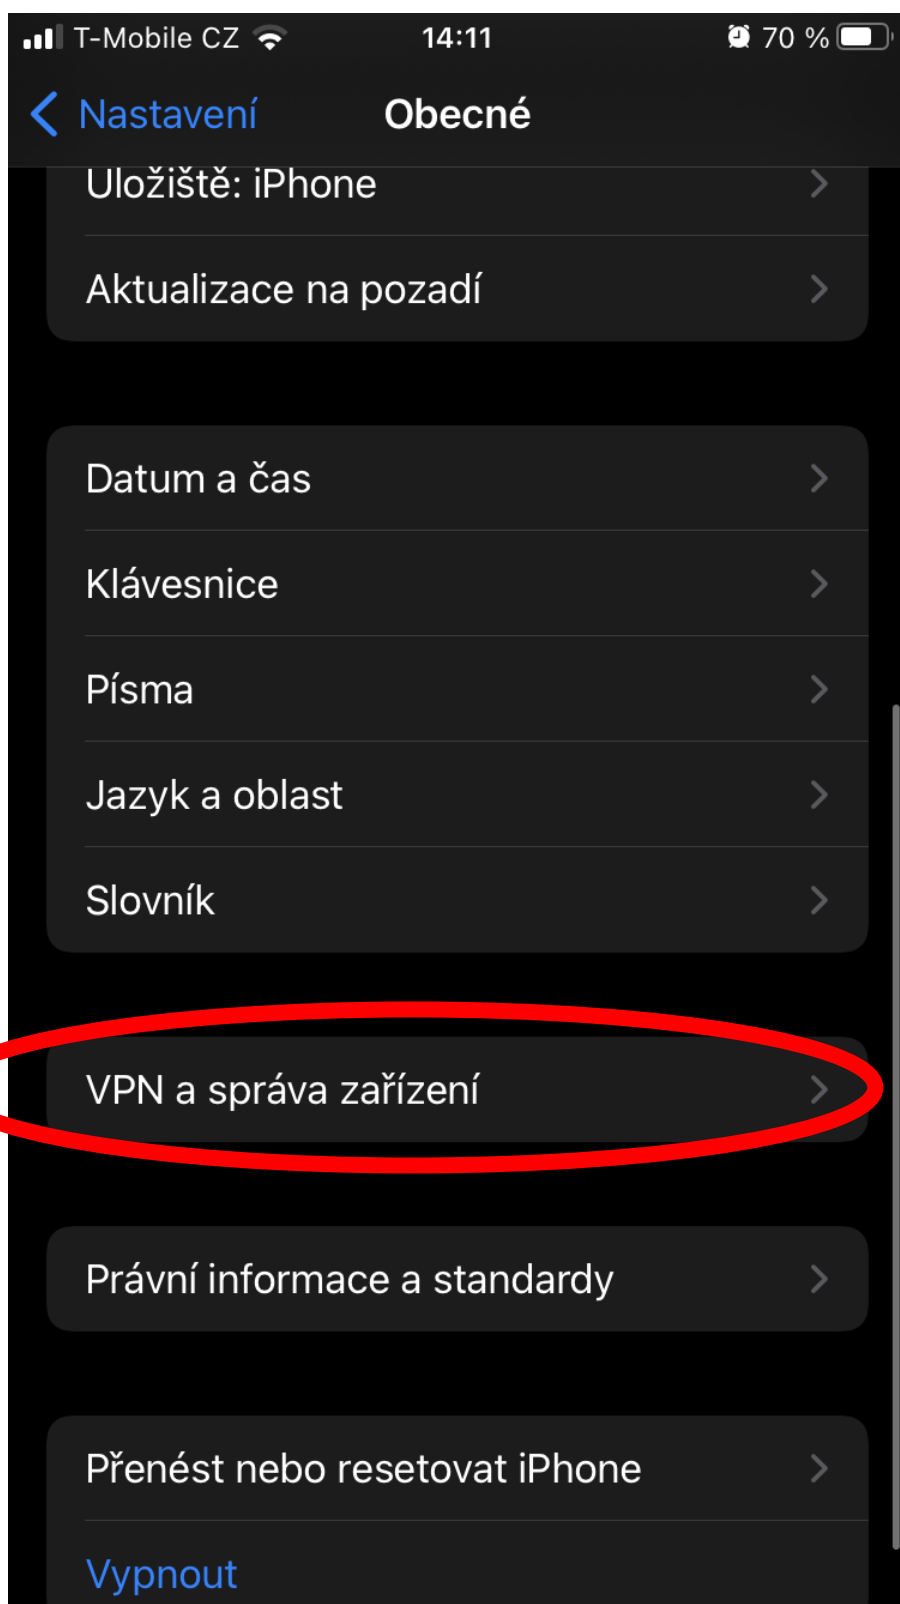 T-Mobile CZ 14:11 70 %
Nastavení Obecné
Úložiště: iPhone
Aktualizace na pozadí
Datum a čas
Klávesnice
Písma
Jazyk a oblast
Slovník
VPN a správa zařízení
Právní informace a standardy
Přenést nebo resetovat iPhone
Vypnout